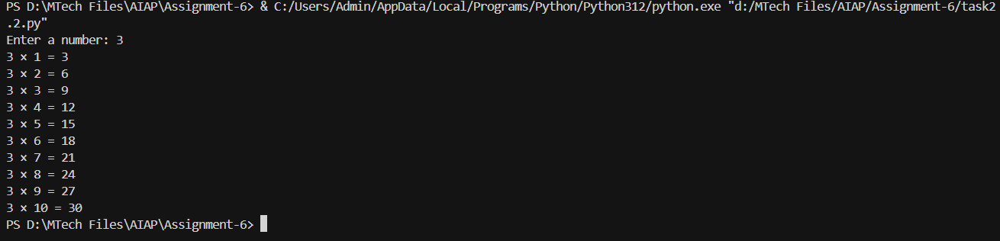 PS D:\MTech Files\AIAP\Assignment-6> & C:/Users/Admin/AppData/Local/Programs/Python/Python312/python.exe "d:/MTech Files/AIAP/Assignment-6/task2
.2.py"
Enter a number: 3
3 x 1 = 3
3 x 2 = 6
3 x 3 = 9
3 x 4 = 12
3 x 5 = 15
3 x 6 = 18
3 x 7 = 21
3 x 8 = 24
3 x 9 = 27
3 x 10 = 30
PS D:\MTech Files\AIAP\Assignment-6>